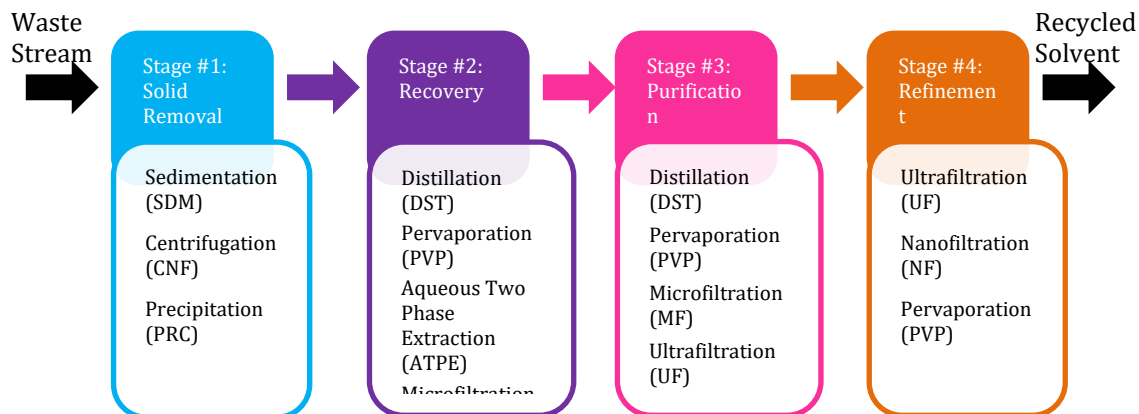 Waste
Stream
Stage #1:
Solid
Removal
Sedimentation
(SDM)
Centrifugation
(CNF)
Precipitation
(PRC)
Stage #2:
Recovery
Distillation
(DST)
Pervaporation
(PVP)
Aqueous Two
Phase
Extraction
(ATPE)
Microfiltration
Stage #3:
Purificatio
n
Distillation
(DST)
Pervaporation
(PVP)
Microfiltration
(MF)
Ultrafiltration
(UF)
Stage #4:
Refinemen
t
Ultrafiltration
(UF)
Nanofiltration
(NF)
Pervaporation
(PVP)
Recycled
Solvent